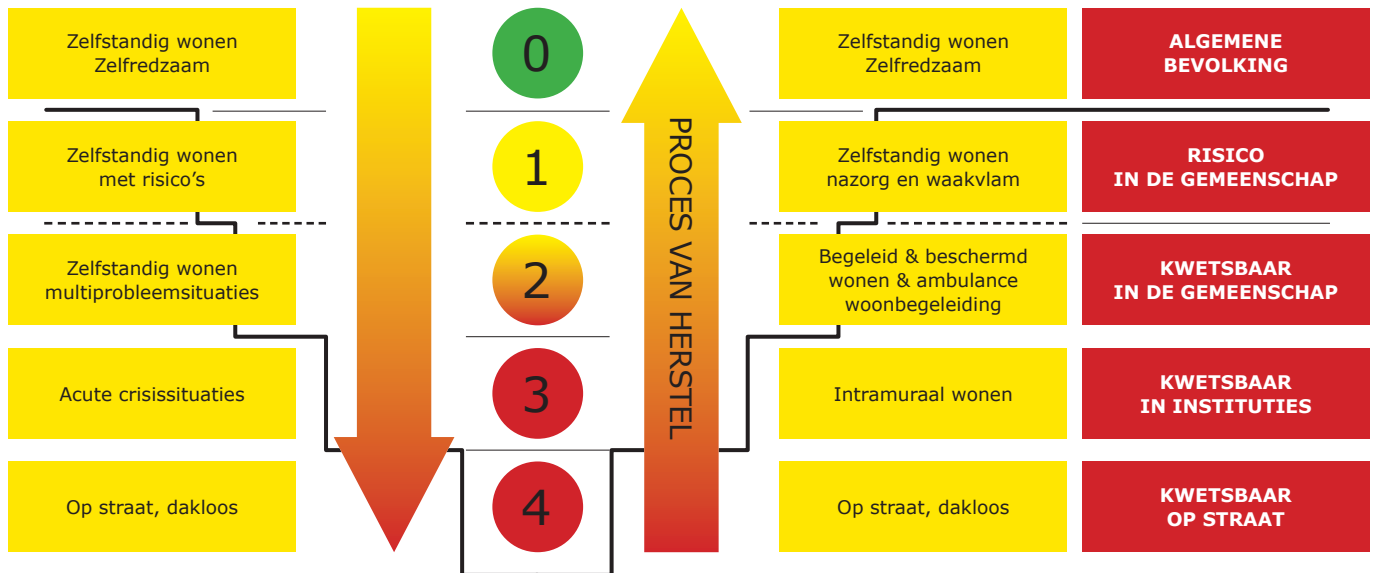 Zelfstandig wonen
Zelfredzaam
0
Zelfstandig wonen
Zelfredzaam
ALGEMENE
BEVOLKING
Zelfstandig wonen
met risico’s
1
Zelfstandig wonen
nazorg en waakvlam
RISICO
IN DE GEMEENSCHAP
Zelfstandig wonen
multiprobleemsituaties
2
PROCES VAN HERSTEL
Begeleid & beschermd
wonen & ambulance
woonbegeleiding
KWETSBAAR
IN DE GEMEENSCHAP
Acute crisissituaties
3
Intramuraal wonen
KWETSBAAR
IN INSTITUTIES
Op straat, dakloos
4
Op straat, dakloos
KWETSBAAR
OP STRAAT